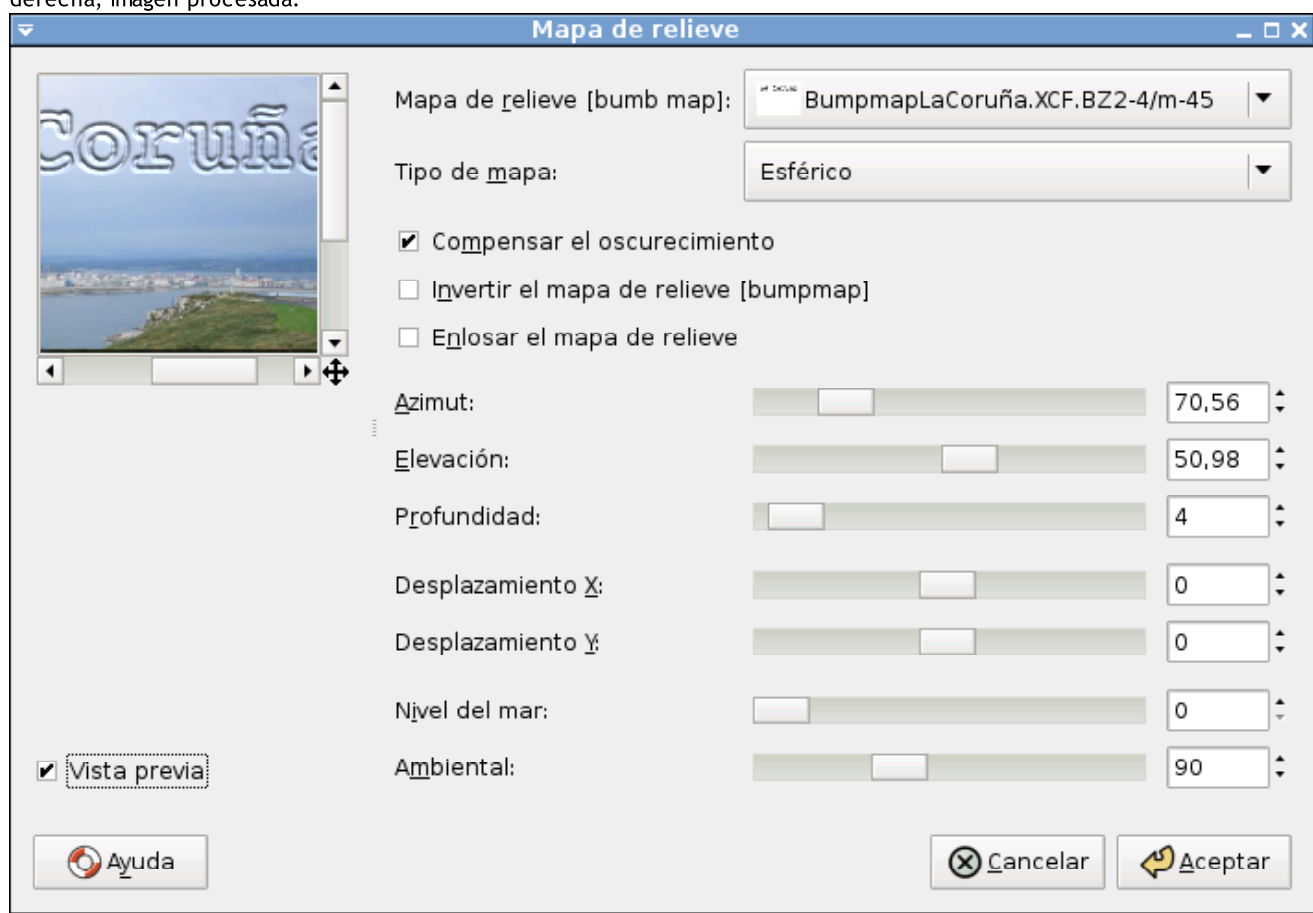 derecha, imagen procesada.
Mapa de relieve
Coruña
Mapa de relieve [bumb map]: BumpmapLaCoruña.XCF.BZ2-4/m-45
Tipo de mapa: Esférico
Compensar el oscurecimiento
Invertir el mapa de relieve [bumpmap]
Enlosar el mapa de relieve
Azimut: 70,56
Elevación: 50,98
Profundidad: 4
Desplazamiento X: 0
Desplazamiento Y: 0
Nivel del mar: 0
Vista previa
Ambiental: 90
Ayuda
Cancelar
Aceptar